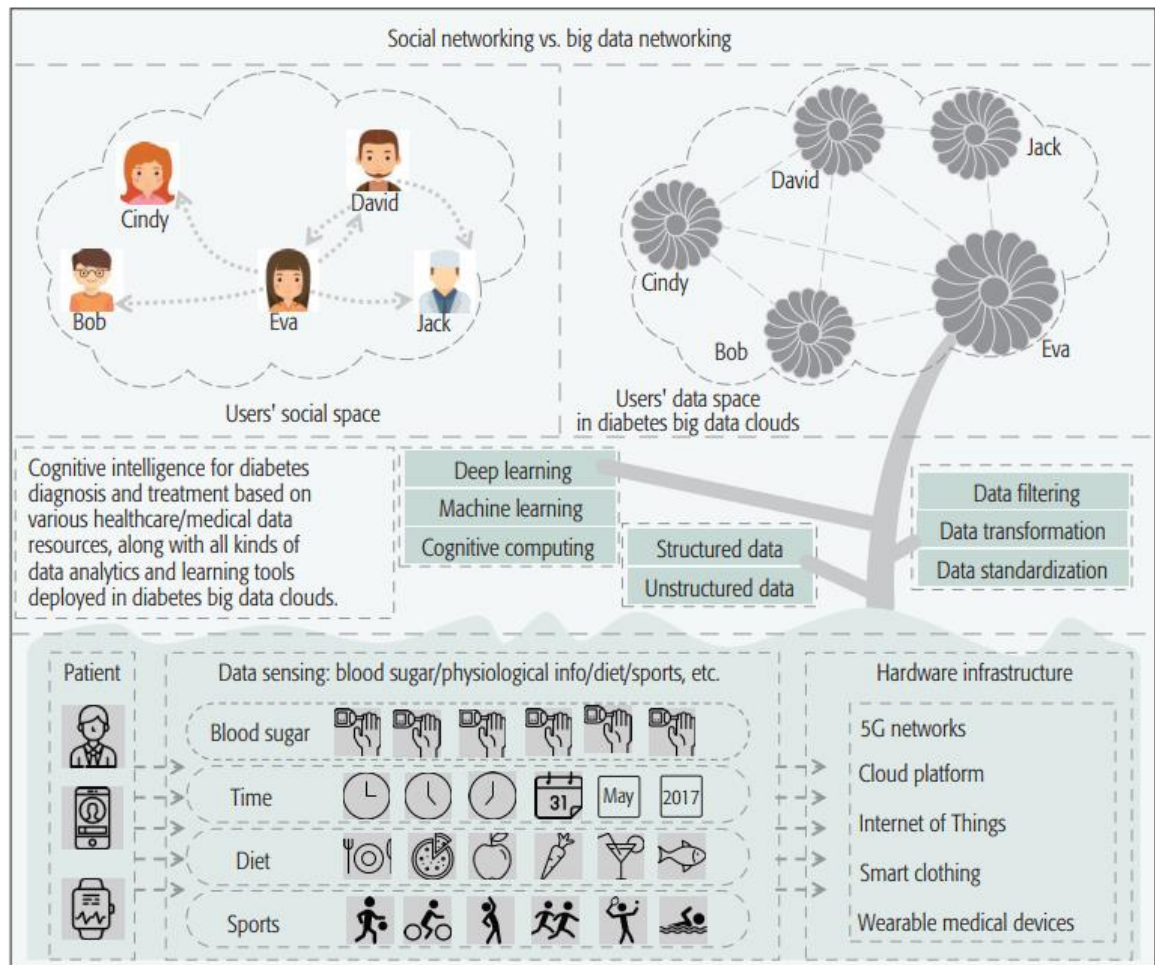 Social networking vs. big data networking
Cindy
David
Bob
Eva
Jack
Users' social space
David
Jack
Cindy
Bob
Eva
Users' data space
in diabetes big data clouds
Cognitive intelligence for diabetes
diagnosis and treatment based on
various healthcare/medical data
resources, along with all kinds of
data analytics and learning tools
deployed in diabetes big data clouds.
Deep learning
Machine learning
Cognitive computing
Structured data
Unstructured data
Data filtering
Data transformation
Data standardization
Patient
Data sensing: blood sugar/physiological info/diet/sports, etc.
Blood sugar
Time
31
May
2017
Diet
Sports
Hardware infrastructure
5G networks
Cloud platform
Internet of Things
Smart clothing
Wearable medical devices